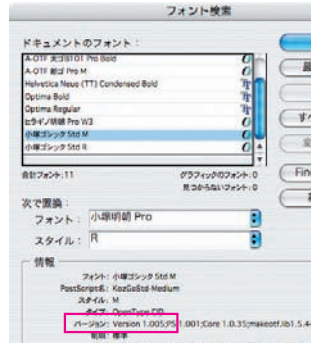 フォント検索
ドキュメントのフォント：
A-OTF 太ゴB101 Pro Bold
A-OTF 新ゴ Pro M
Helvetica Neue (TT) Condensed Bold
Optima Bold
Optima Regular
ヒラギノ明朝 Pro W3
小塚ゴシック Std M
小塚ゴシック Std R
合計フォント：11
グラフィックのフォント：0
見つからないフォント：0
次で置換：
フォント：
小塚明朝 Pro
スタイル：
R
情報
フォント：小塚ゴシック Std M
PostScript名：KozGoStd-Medium
スタイル：M
タイプ：OpenType CID
バージョン：Version 1.005;PS 1.001;Core 1.0.35;makeotf.lib1.5.4
制限：標準
すべ
Fin